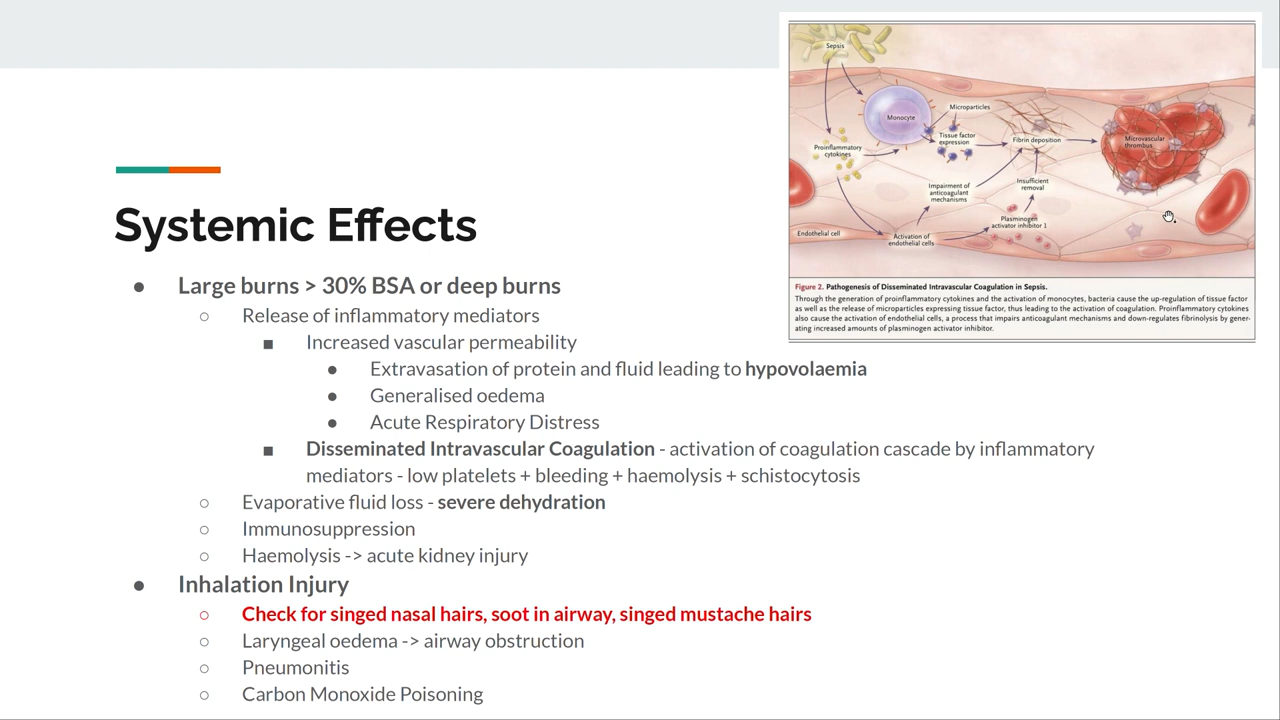 Sepsis
Monocyte
Microparticles
Tissue factor
expression
Fibrin deposition
Microvascular
thrombus
Proinflammatory
cytokines
Impairment of
anticoagulant
mechanisms
Insufficient
removal
Plasminogen
activator inhibitor 1
Endothelial cell
Activation of
endothelial cells
Figure 2. Pathogenesis of Disseminated Intravascular Coagulation in Sepsis.
Through the generation of proinflammatory cytokines and the activation of monocytes, bacteria cause the up-regulation of tissue factor
as well as the release of microparticles expressing tissue factor, thus leading to the activation of coagulation. Proinflammatory cytokines
also cause the activation of endothelial cells, a process that impairs anticoagulant mechanisms and down-regulates fibrinolysis by gener-
ating increased amounts of plasminogen activator inhibitor.
Systemic Effects
● Large burns > 30% BSA or deep burns
○ Release of inflammatory mediators
■ Increased vascular permeability
● Extravasation of protein and fluid leading to hypovolaemia
● Generalised oedema
● Acute Respiratory Distress
■ Disseminated Intravascular Coagulation - activation of coagulation cascade by inflammatory
mediators - low platelets + bleeding + haemolysis + schistocytosis
○ Evaporative fluid loss - severe dehydration
○ Immunosuppression
○ Haemolysis -> acute kidney injury
● Inhalation Injury
○ Check for singed nasal hairs, soot in airway, singed mustache hairs
○ Laryngeal oedema -> airway obstruction
○ Pneumonitis
○ Carbon Monoxide Poisoning